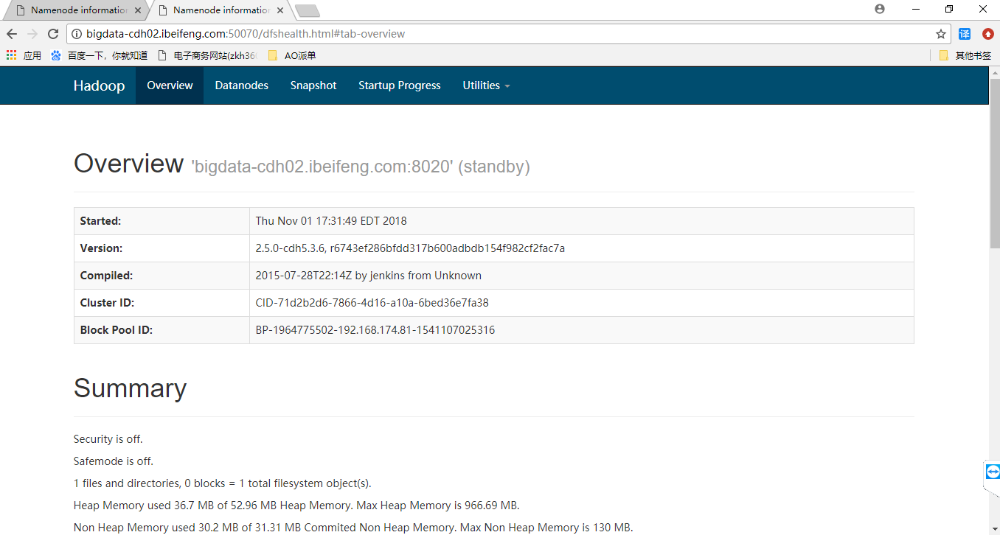 Namenode information
Namenode information
bigdata-cdh02.ibeifeng.com:50070/dfshealth.html#tab-overview
译
应用 百度一下，你就知道 电子商务网站(zkh360 AO派单 其他书签
Hadoop Overview Datanodes Snapshot Startup Progress Utilities
Overview 'bigdata-cdh02.ibeifeng.com:8020' (standby)
Started: Thu Nov 01 17:31:49 EDT 2018
Version: 2.5.0-cdh5.3.6, r6743ef286bfdd317b600adbdb154f982cf2fac7a
Compiled: 2015-07-28T22:14Z by jenkins from Unknown
Cluster ID: CID-71d2b2d6-7866-4d16-a10a-6bed36e7fa38
Block Pool ID: BP-1964775502-192.168.174.81-1541107025316
Summary
Security is off.
Safemode is off.
1 files and directories, 0 blocks = 1 total filesystem object(s).
Heap Memory used 36.7 MB of 52.96 MB Heap Memory. Max Heap Memory is 966.69 MB.
Non Heap Memory used 30.2 MB of 31.31 MB Commited Non Heap Memory. Max Non Heap Memory is 130 MB.